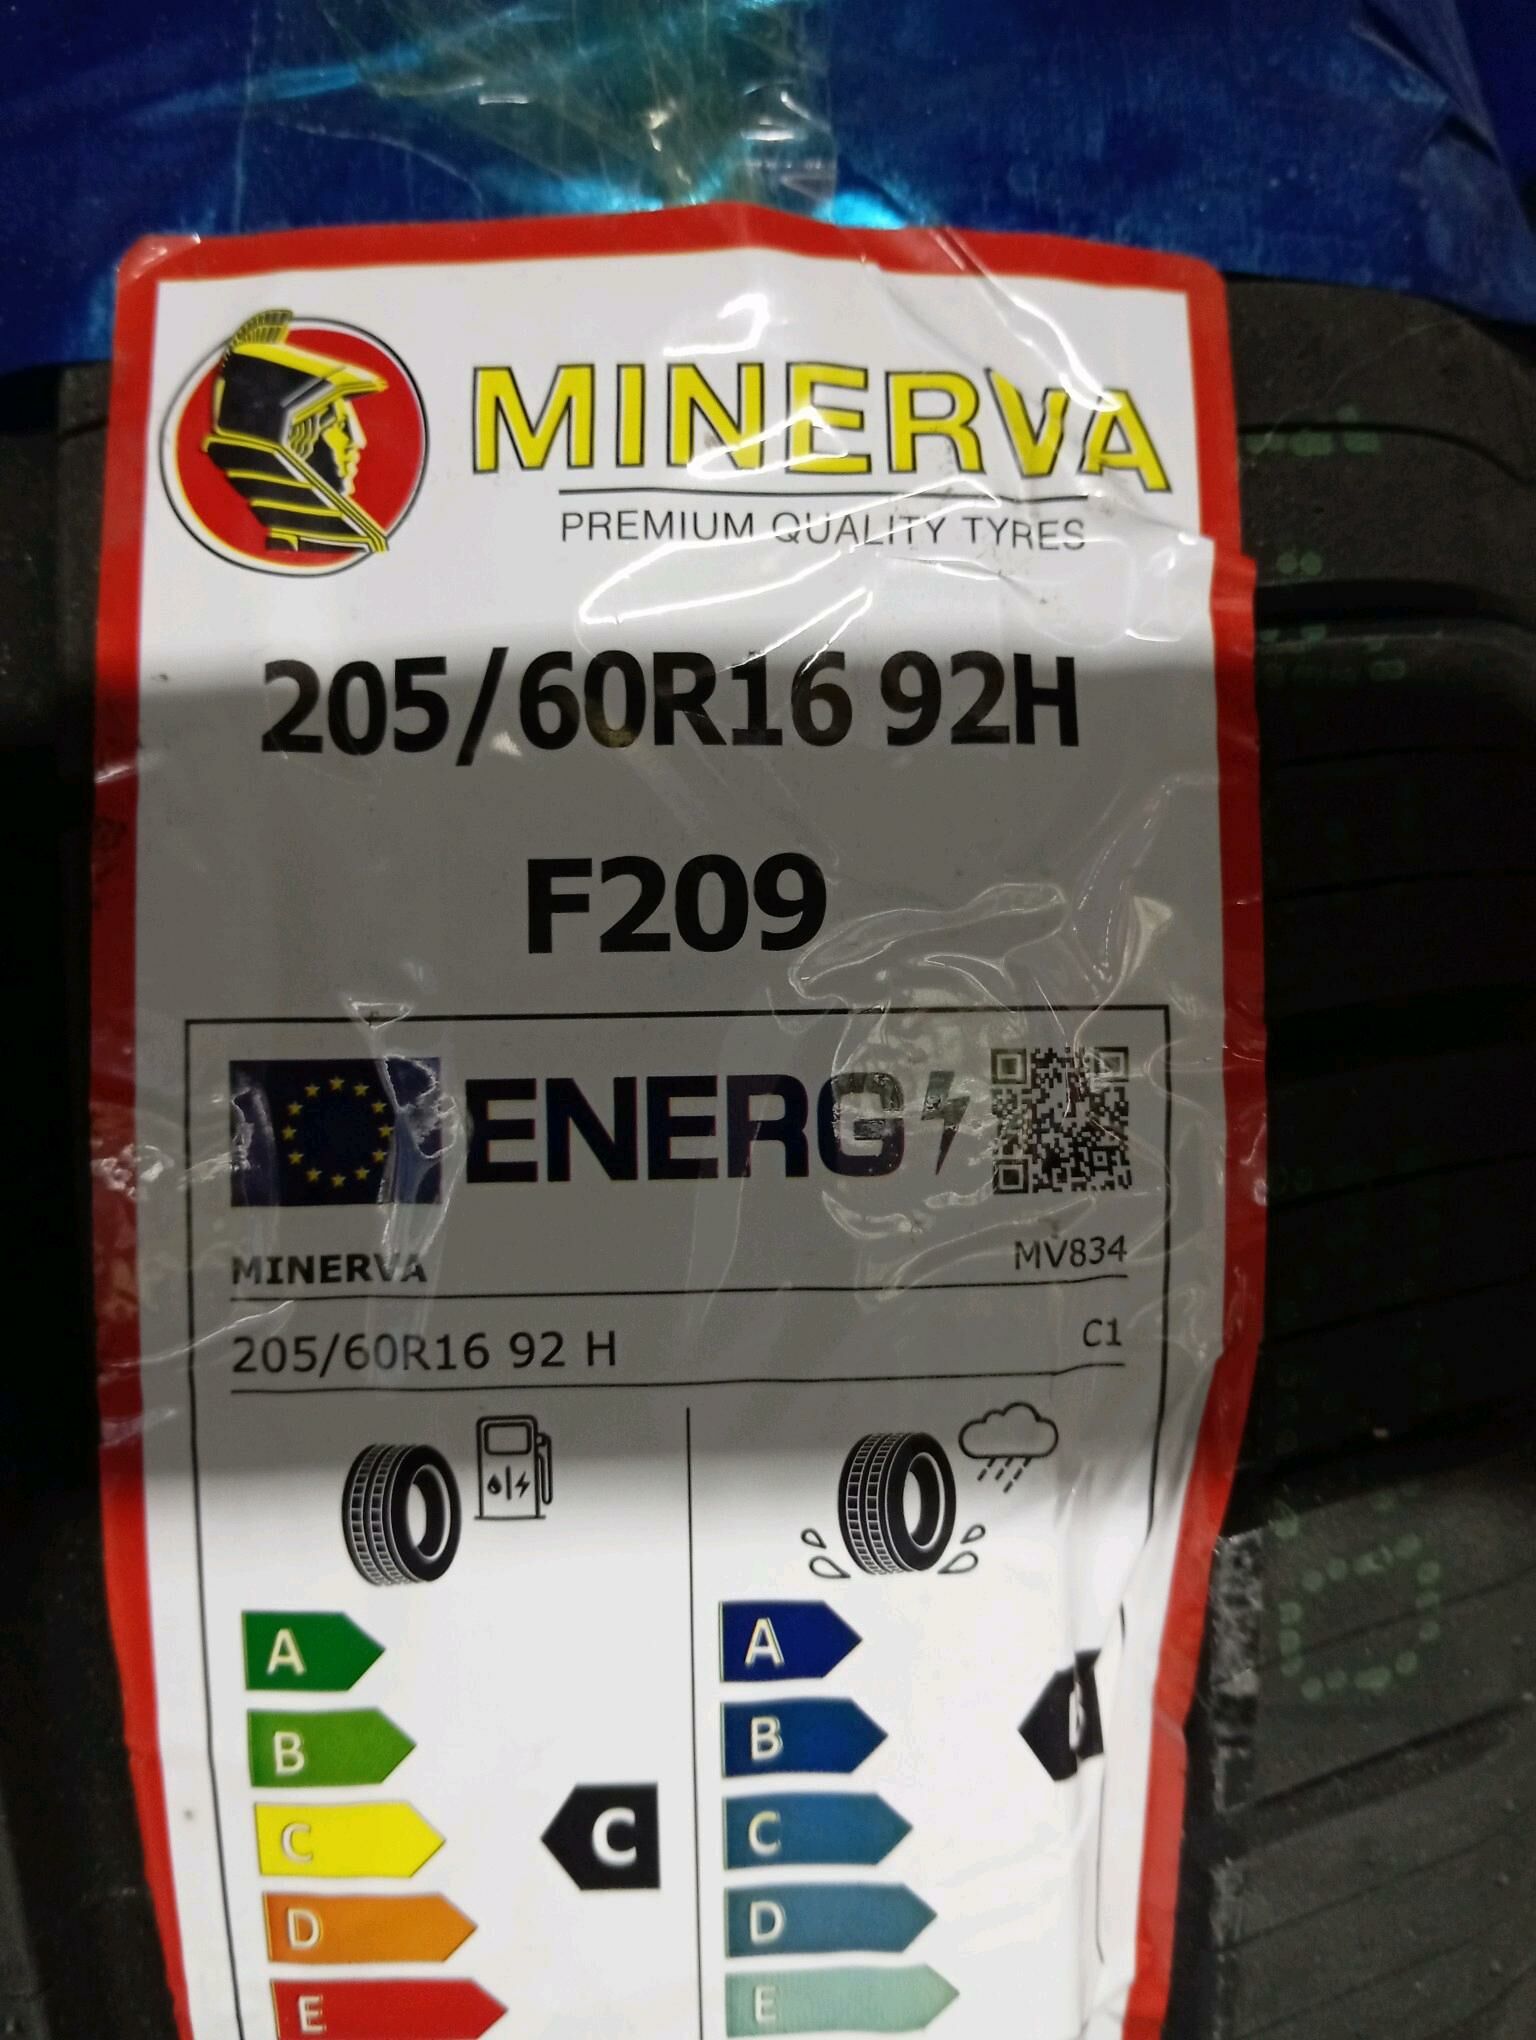 MINERVA
PREMIUM QUALITY TYRES
205/60R16 92H
F209
ENERG
MINERVA MV834
205/60R16 92 H C1
A A
B B
C C C
D D
E E